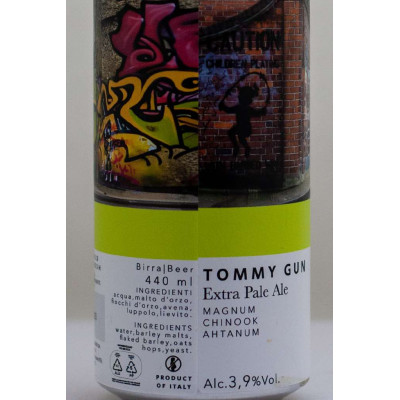 CAUTION
CHILDREN PLAYING
Birra|Beer
440 ml
INGREDIENTI
acqua,malto d'orzo,
fiocchi d'orzo,avena,
luppolo,lievito.
INGREDIENTS
water,barley malts,
flaked barley,oats
hops,yeast.
PRODUCT
OF ITALY
TOMMY GUN
Extra Pale Ale
MAGNUM
CHINOOK
AHTANUM
Alc.3,9%Vol.